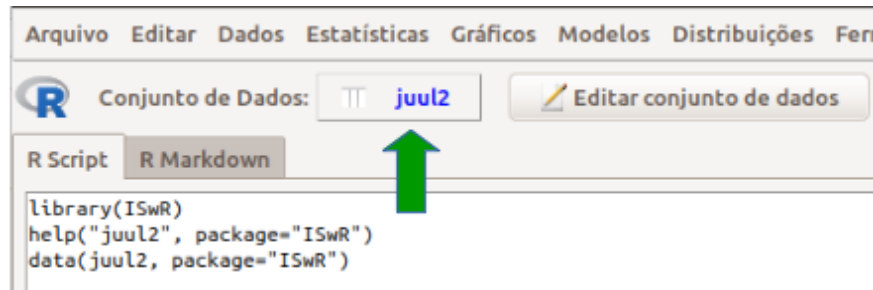 Arquivo Editar Dados Estatísticas Gráficos Modelos Distribuições Ferr
R Conjunto de Dados: juul2 Editar conjunto de dados
R Script R Markdown
library(ISwR)
help("juul2", package="ISwR")
data(juul2, package="ISwR")